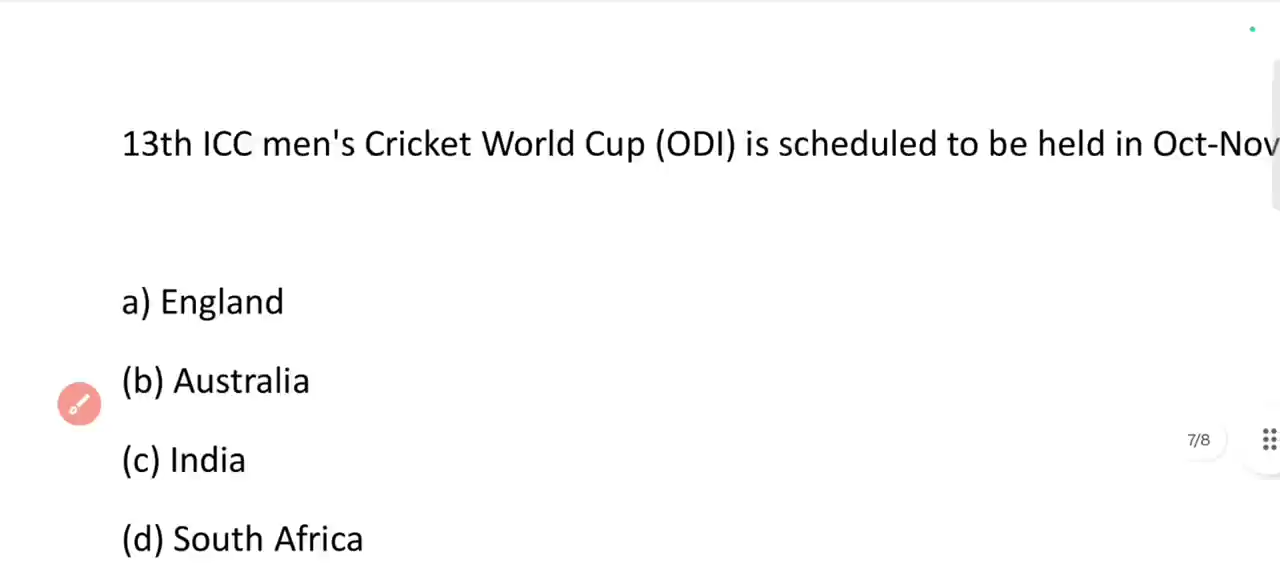 13th ICC men's Cricket World Cup (ODI) is scheduled to be held in Oct-Nov
a) England
(b) Australia
(c) India
7/8
(d) South Africa